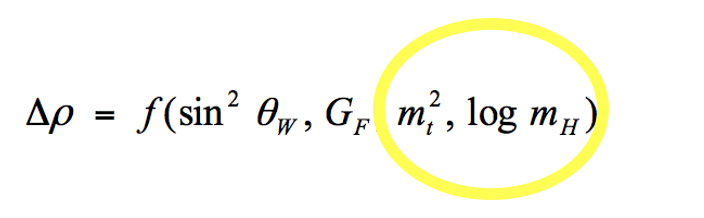 Δρ = f(sin² θ_W, G_F m_t², log m_H)